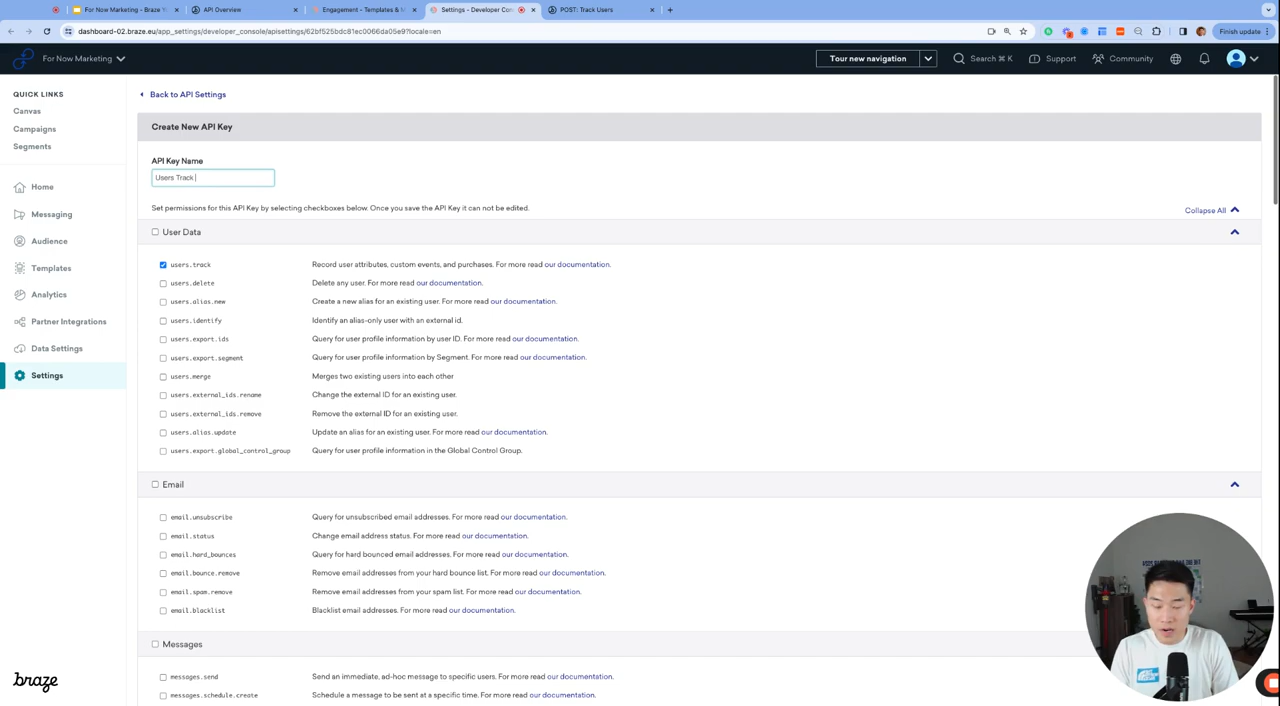 For Now Marketing - Braze Yo
API Overview
Engagement - Templates & M
Settings - Developer Con
POST: Track Users
dashboard-02.braze.eu/app_settings/developer_console/apisettings/62bf525bdc81ec0066da05e9?locale=en
Finish update
For Now Marketing
Tour new navigation
Search ⌘ K
Support
Community
QUICK LINKS
Canvas
Campaigns
Segments
Home
Messaging
Audience
Templates
Analytics
Partner Integrations
Data Settings
Settings
braze
Back to API Settings
Create New API Key
API Key Name
Users Track
Set permissions for this API Key by selecting checkboxes below. Once you save the API Key it can not be edited.
Collapse All
User Data
users.track Record user attributes, custom events, and purchases. For more read our documentation.
users.delete Delete any user. For more read our documentation.
users.alias.new Create a new alias for an existing user. For more read our documentation.
users.identify Identify an alias-only user with an external id.
users.export.ids Query for user profile information by user ID. For more read our documentation.
users.export.segment Query for user profile information by Segment. For more read our documentation.
users.merge Merges two existing users into each other
users.external_ids.rename Change the external ID for an existing user.
users.external_ids.remove Remove the external ID for an existing user.
users.alias.update Update an alias for an existing user. For more read our documentation.
users.export.global_control_group Query for user profile information in the Global Control Group.
Email
email.unsubscribe Query for unsubscribed email addresses. For more read our documentation.
email.status Change email address status. For more read our documentation.
email.hard_bounces Query for hard bounced email addresses. For more read our documentation.
email.bounce.remove Remove email addresses from your hard bounce list. For more read our documentation.
email.spam.remove Remove email addresses from your spam list. For more read our documentation.
email.blacklist Blacklist email addresses. For more read our documentation.
Messages
messages.send Send an immediate, ad-hoc message to specific users. For more read our documentation.
messages.schedule.create Schedule a message to be sent at a specific time. For more read our documentation.